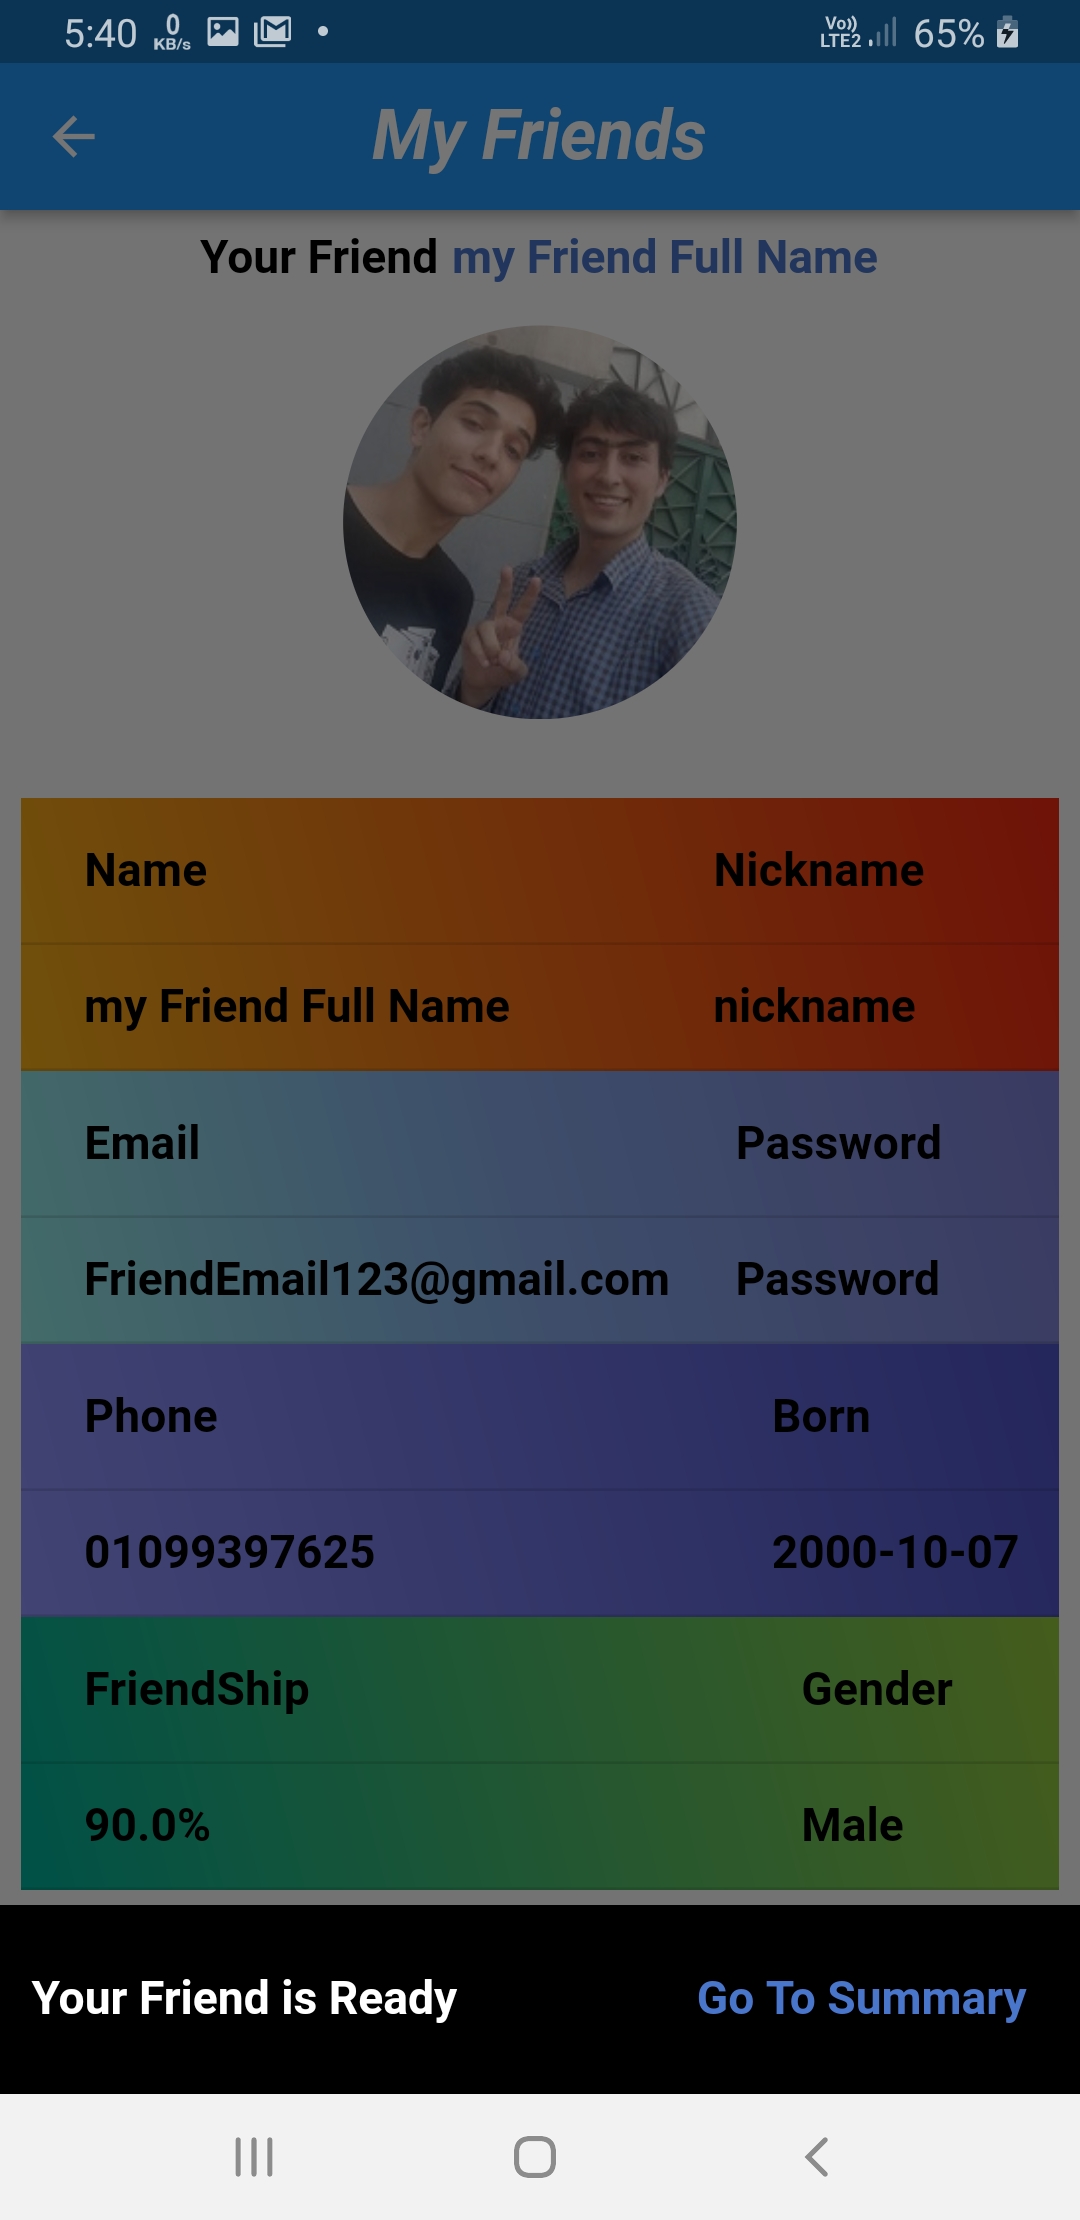 5:40 0 KB/s Vo)) LTE2 65%
My Friends
Your Friend my Friend Full Name
Name Nickname
my Friend Full Name nickname
Email Password
FriendEmail123@gmail.com Password
Phone Born
01099397625 2000-10-07
FriendShip Gender
90.0% Male
Your Friend is Ready Go To Summary